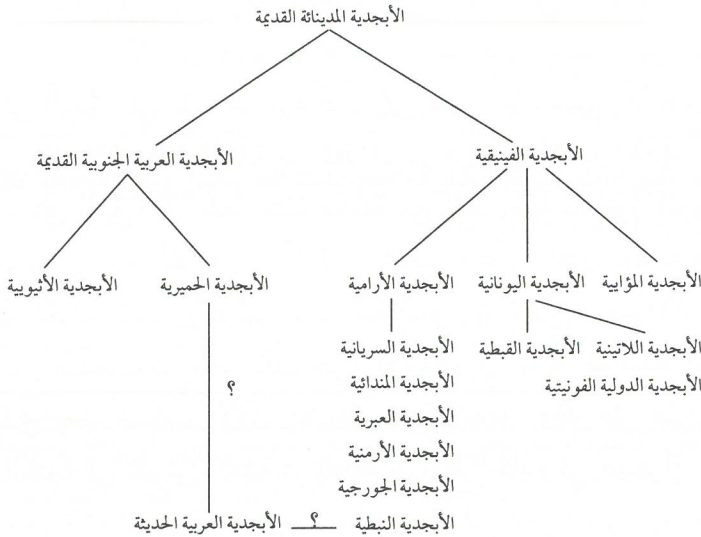 الأبجدية المدينائة القديمة
الأبجدية الفينيقية
الأبجدية العربية الجنوبية القديمة
الأبجدية المؤابية
الأبجدية اليونانية
الأبجدية الأرامية
الأبجدية الحميرية
الأبجدية الأثيوبية
الأبجدية اللاتينية
الأبجدية القبطية
الأبجدية السريانية
الأبجدية الدولية الفونيتية
الأبجدية المندائية
؟
الأبجدية العبرية
الأبجدية الأرمنية
الأبجدية الجورجية
الأبجدية النبطية ؟ الأبجدية العربية الحديثة